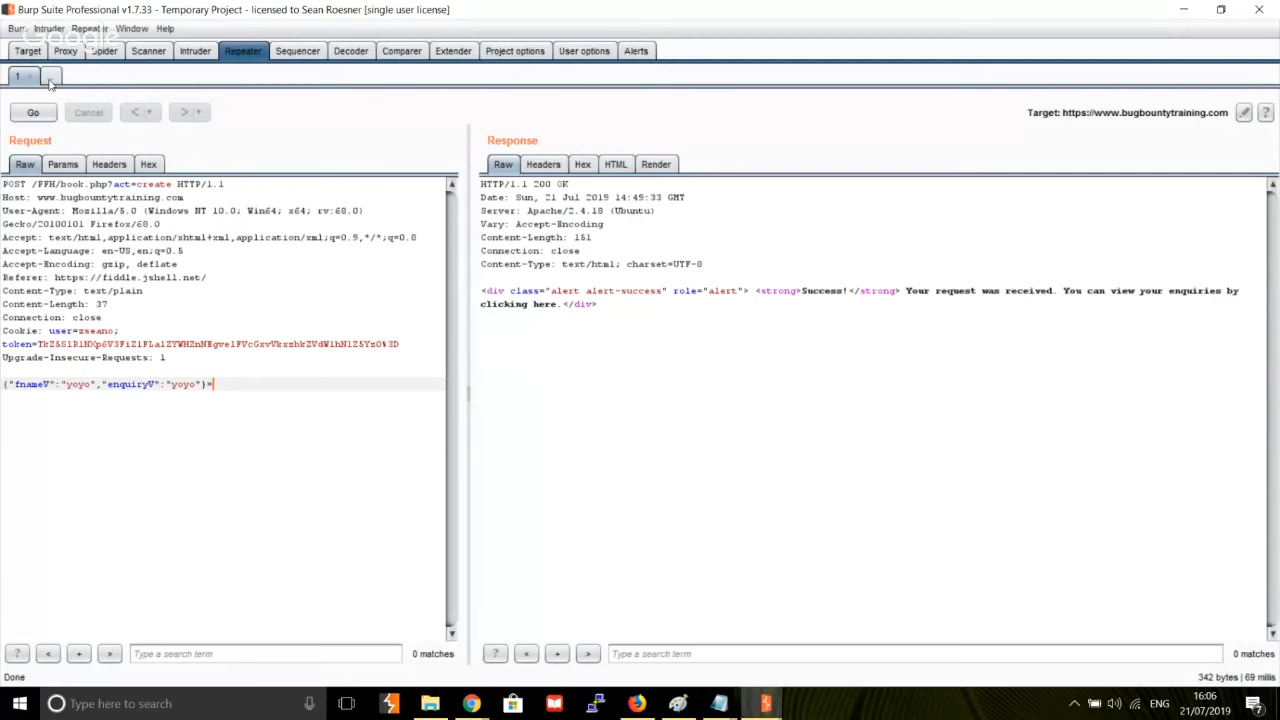 Burp Suite Professional v1.7.33 - Temporary Project - licensed to Sean Roesner [single user license]
Burp Intruder Repeater Window Help
Google
Target Proxy Spider Scanner Intruder Repeater Sequencer Decoder Comparer Extender Project options User options Alerts
1 × ...
Go Cancel < > Target: https://www.bugbountytraining.com ?
Request
Raw Params Headers Hex
POST /FFH/book.php?act=create HTTP/1.1
Host: www.bugbountytraining.com
User-Agent: Mozilla/5.0 (Windows NT 10.0; Win64; x64; rv:68.0)
Gecko/20100101 Firefox/68.0
Accept: text/html,application/xhtml+xml,application/xml;q=0.9,*/*;q=0.8
Accept-Language: en-US,en;q=0.5
Accept-Encoding: gzip, deflate
Referer: https://fiddle.jshell.net/
Content-Type: text/plain
Content-Length: 37
Connection: close
Cookie: user=zseano;
Upgrade-Insecure-Requests: 1
{"fnameV":"yoyo","enquiryV":"yoyo"}=
? < + > Type a search term 0 matches
Response
Raw Headers Hex HTML Render
HTTP/1.1 200 OK
Date: Sun, 21 Jul 2019 14:49:33 GMT
Server: Apache/2.4.18 (Ubuntu)
Vary: Accept-Encoding
Content-Length: 151
Connection: close
Content-Type: text/html; charset=UTF-8
<div class="alert alert-success" role="alert"> <strong>Success!</strong> Your request was received. You can view your enquiries by
clicking here.</div>
? < + > Type a search term 0 matches
Done 342 bytes | 69 millis
Type here to search ENG 16:06
21/07/2019 7